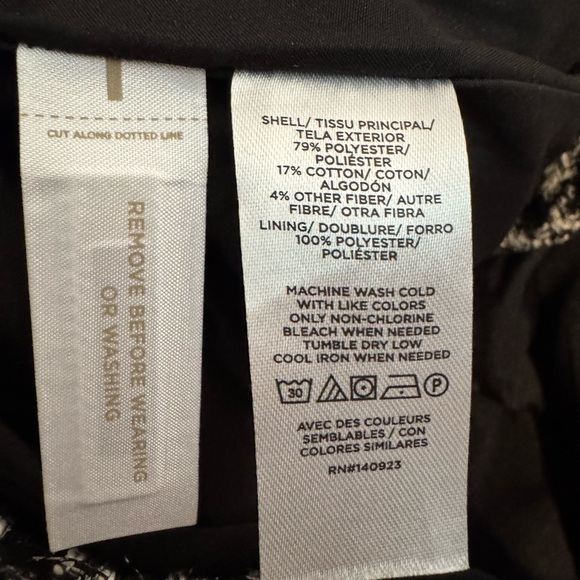 CUT ALONG DOTTED LINE
REMOVE BEFORE WEARING
OR WASHING
SHELL/ TISSU PRINCIPAL/
TELA EXTERIOR
79% POLYESTER/
POLIÉSTER
17% COTTON/ COTON/
ALGODÓN
4% OTHER FIBER/ AUTRE
FIBRE/ OTRA FIBRA
LINING/ DOUBLURE/ FORRO
100% POLYESTER/
POLIÉSTER
MACHINE WASH COLD
WITH LIKE COLORS
ONLY NON-CHLORINE
BLEACH WHEN NEEDED
TUMBLE DRY LOW
COOL IRON WHEN NEEDED
30 P
AVEC DES COULEURS
SEMBLABLES / CON
COLORES SIMILARES
RN#140923